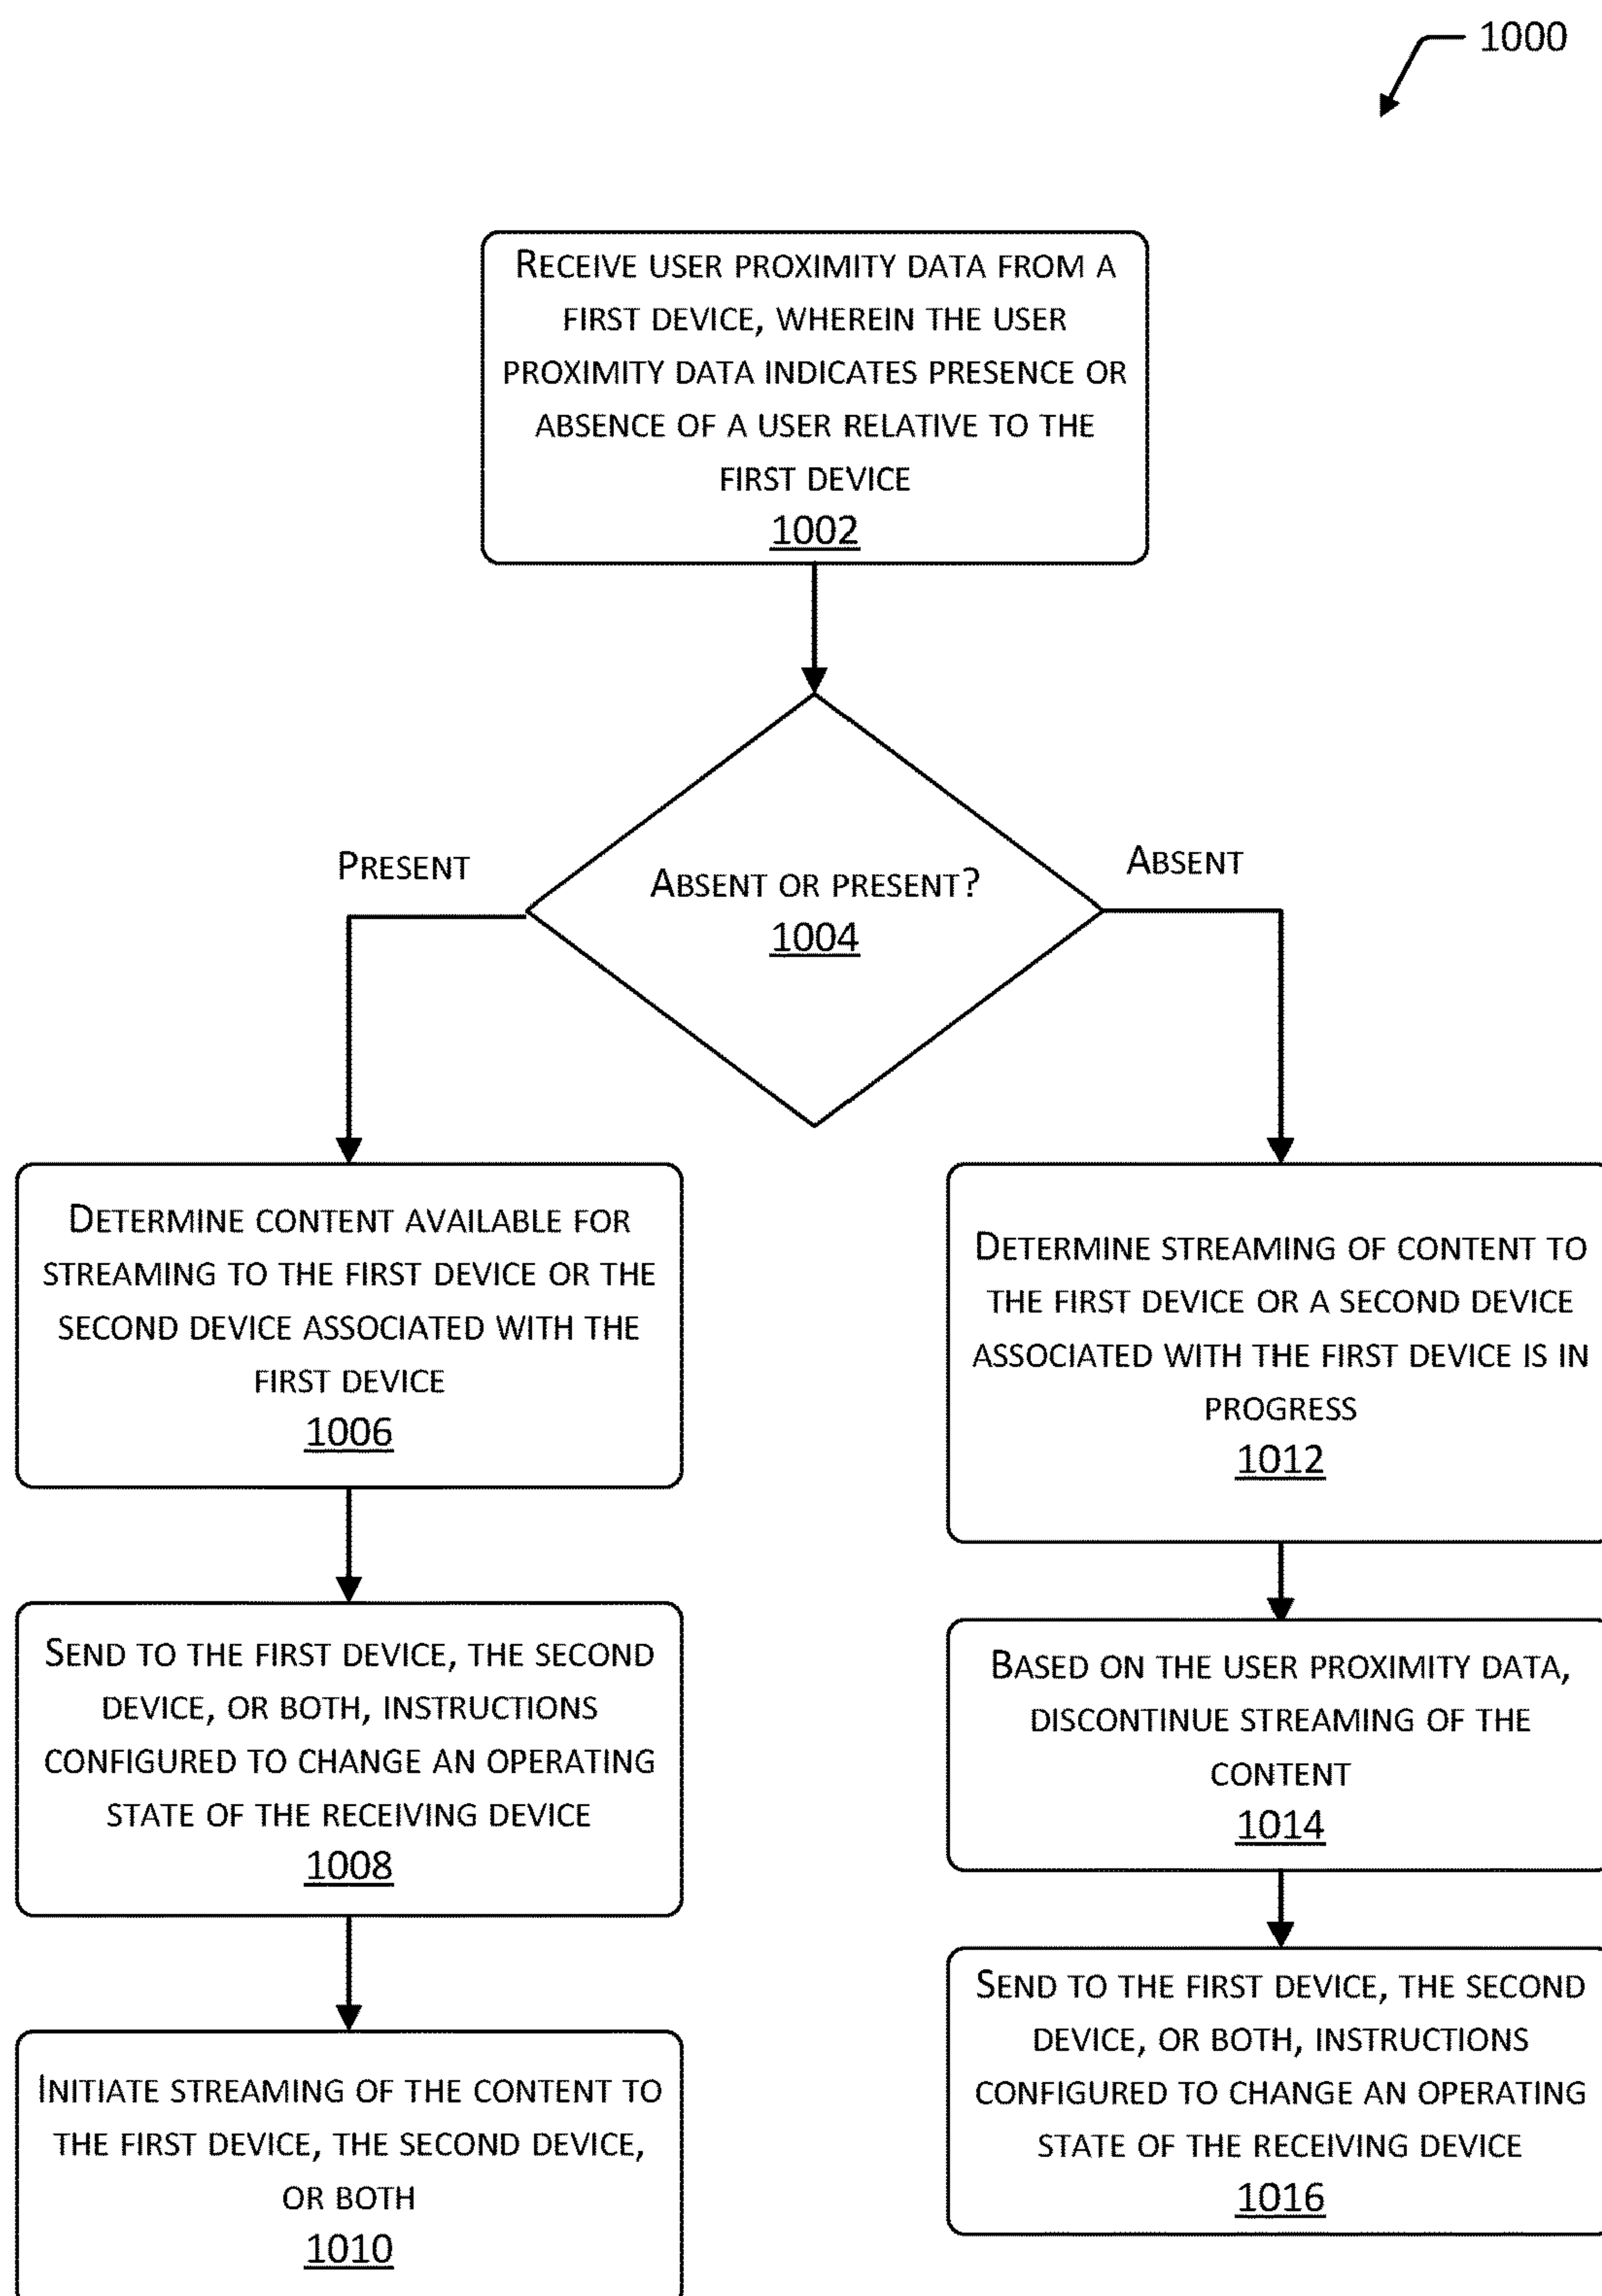 1000
RECEIVE USER PROXIMITY DATA FROM A
FIRST DEVICE, WHEREIN THE USER
PROXIMITY DATA INDICATES PRESENCE OR
ABSENCE OF A USER RELATIVE TO THE
FIRST DEVICE
1002
ABSENT OR PRESENT?
1004
PRESENT
ABSENT
DETERMINE CONTENT AVAILABLE FOR
STREAMING TO THE FIRST DEVICE OR THE
SECOND DEVICE ASSOCIATED WITH THE
FIRST DEVICE
1006
SEND TO THE FIRST DEVICE, THE SECOND
DEVICE, OR BOTH, INSTRUCTIONS
CONFIGURED TO CHANGE AN OPERATING
STATE OF THE RECEIVING DEVICE
1008
INITIATE STREAMING OF THE CONTENT TO
THE FIRST DEVICE, THE SECOND DEVICE,
OR BOTH
1010
DETERMINE STREAMING OF CONTENT TO
THE FIRST DEVICE OR A SECOND DEVICE
ASSOCIATED WITH THE FIRST DEVICE IS IN
PROGRESS
1012
BASED ON THE USER PROXIMITY DATA,
DISCONTINUE STREAMING OF THE
CONTENT
1014
SEND TO THE FIRST DEVICE, THE SECOND
DEVICE, OR BOTH, INSTRUCTIONS
CONFIGURED TO CHANGE AN OPERATING
STATE OF THE RECEIVING DEVICE
1016